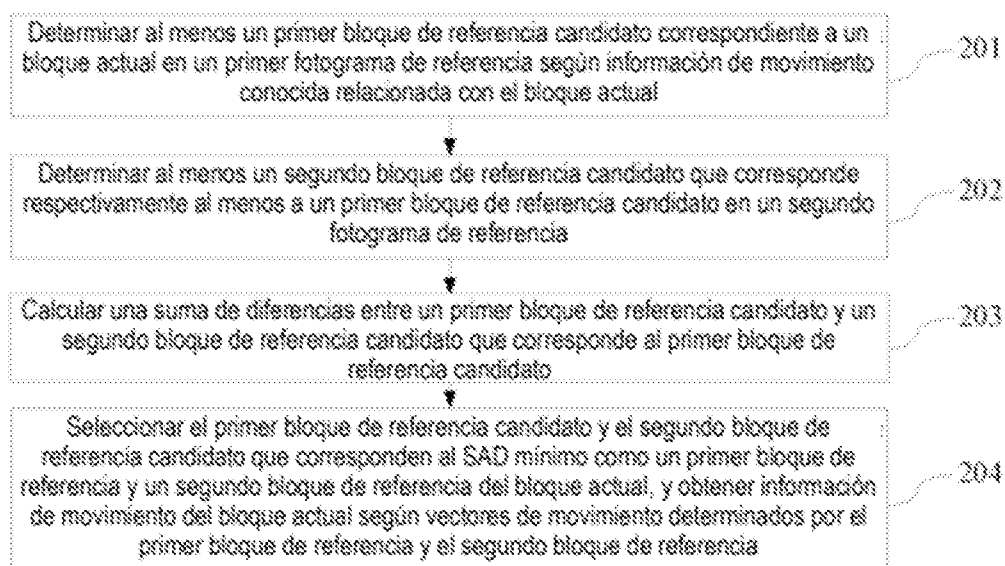 Determinar al menos un primer bloque de referencia candidato correspondiente a un
bloque actual en un primer fotograma de referencia según información de movimiento
conocida relacionada con el bloque actual
201
Determinar al menos un segundo bloque de referencia candidato que corresponde
respectivamente al menos a un primer bloque de referencia candidato en un segundo
fotograma de referencia
202
Calcular una suma de diferencias entre un primer bloque de referencia candidato y un
segundo bloque de referencia candidato que corresponde al primer bloque de
referencia candidato
203
Seleccionar el primer bloque de referencia candidato y el segundo bloque de
referencia candidato que corresponden al SAD mínimo como un primer bloque de
referencia y un segundo bloque de referencia del bloque actual, y obtener información
de movimiento del bloque actual según vectores de movimiento determinados por el
primer bloque de referencia y el segundo bloque de referencia
204